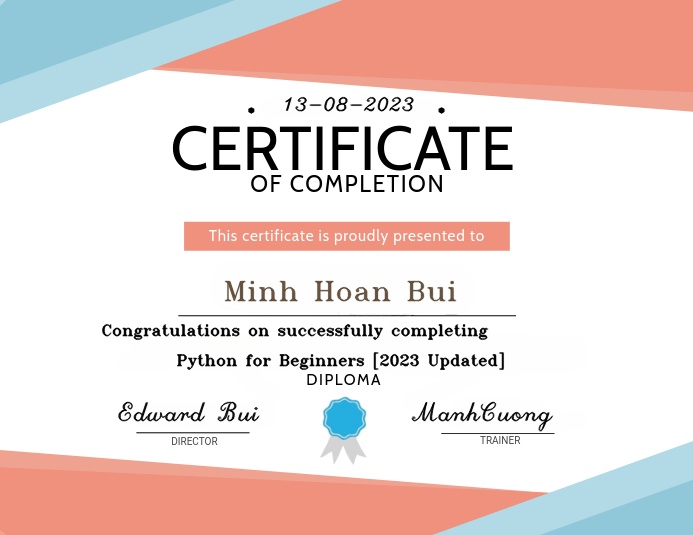 13-08-2023
CERTIFICATE
OF COMPLETION
This certificate is proudly presented to
Minh Hoan Bui
Congratulations on successfully completing
Python for Beginners [2023 Updated]
DIPLOMA
Edward Bui
ManhCuong
DIRECTOR
TRAINER